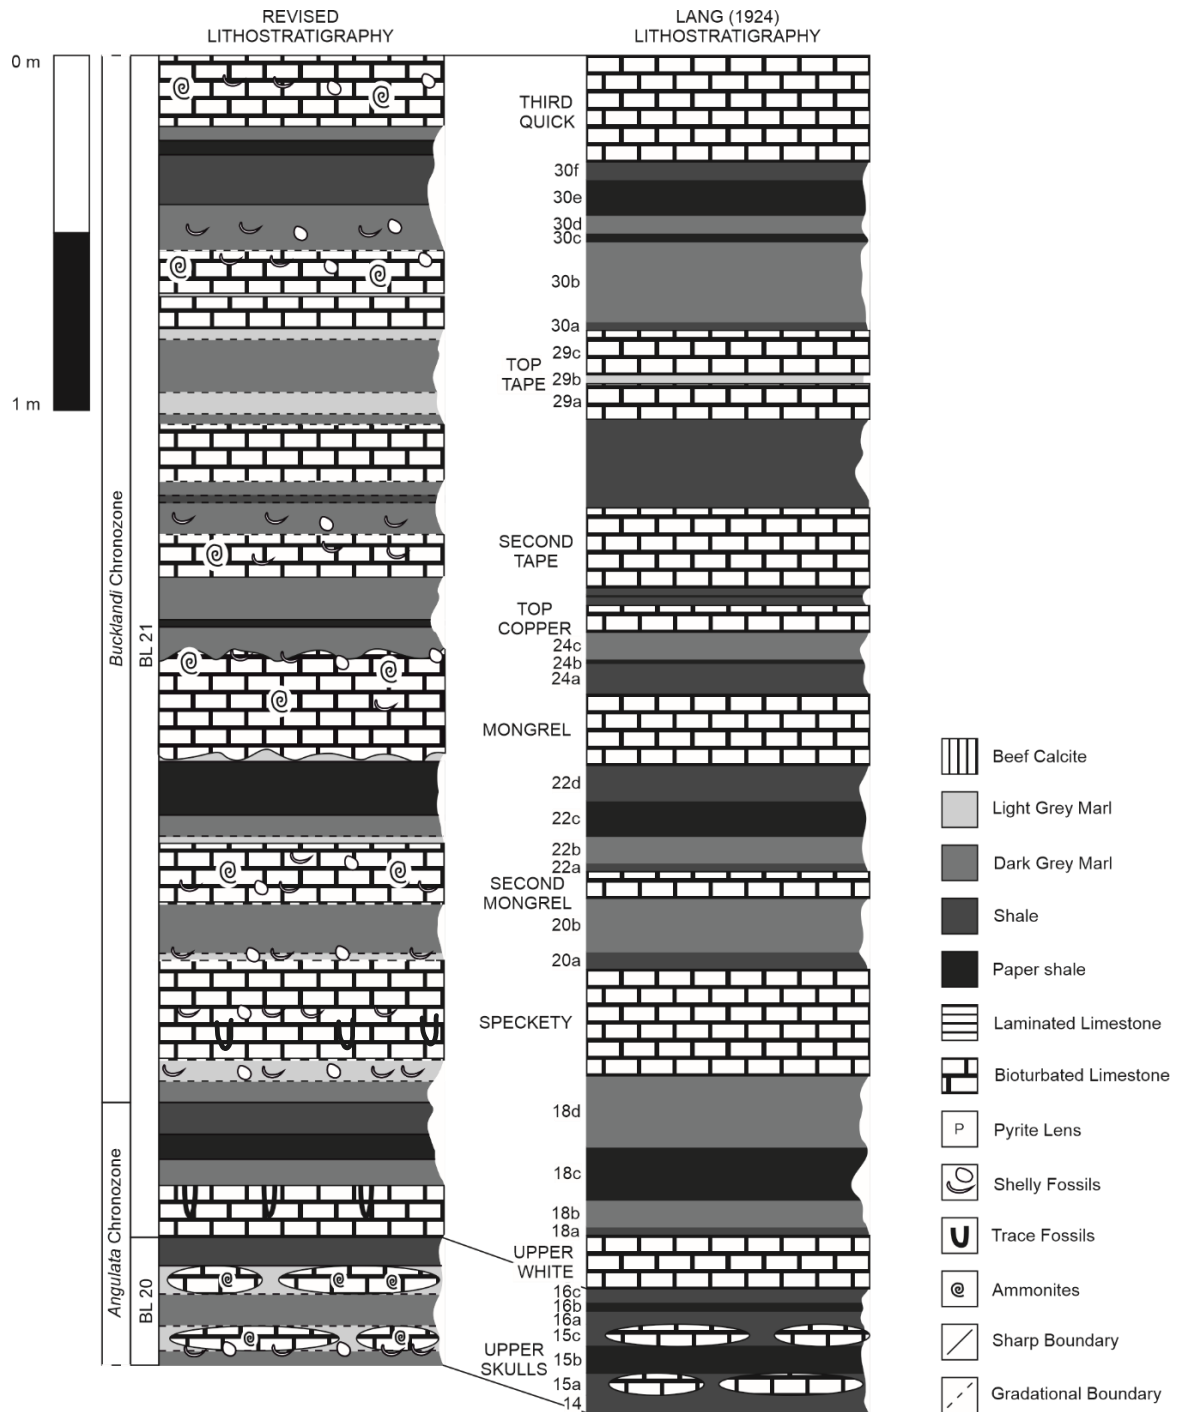 REVISED
LITHOSTRATIGRAPHY
LANG (1924)
LITHOSTRATIGRAPHY
0 m
1 m
Bucklandi Chronozone
Angulata Chronozone
BL 21
BL 20
THIRD
QUICK
30f
30e
30d
30c
30b
30a
TOP
TAPE
29c
29b
29a
SECOND
TAPE
TOP
COPPER
24c
24b
24a
MONGREL
22d
22c
22b
22a
SECOND
MONGREL
20b
20a
SPECKETY
18d
18c
18b
18a
UPPER
WHITE
16c
16b
16a
15c
UPPER
SKULLS
15b
15a
14
Beef Calcite
Light Grey Marl
Dark Grey Marl
Shale
Paper shale
Laminated Limestone
Bioturbated Limestone
P
Pyrite Lens
Shelly Fossils
Trace Fossils
Ammonites
Sharp Boundary
Gradational Boundary